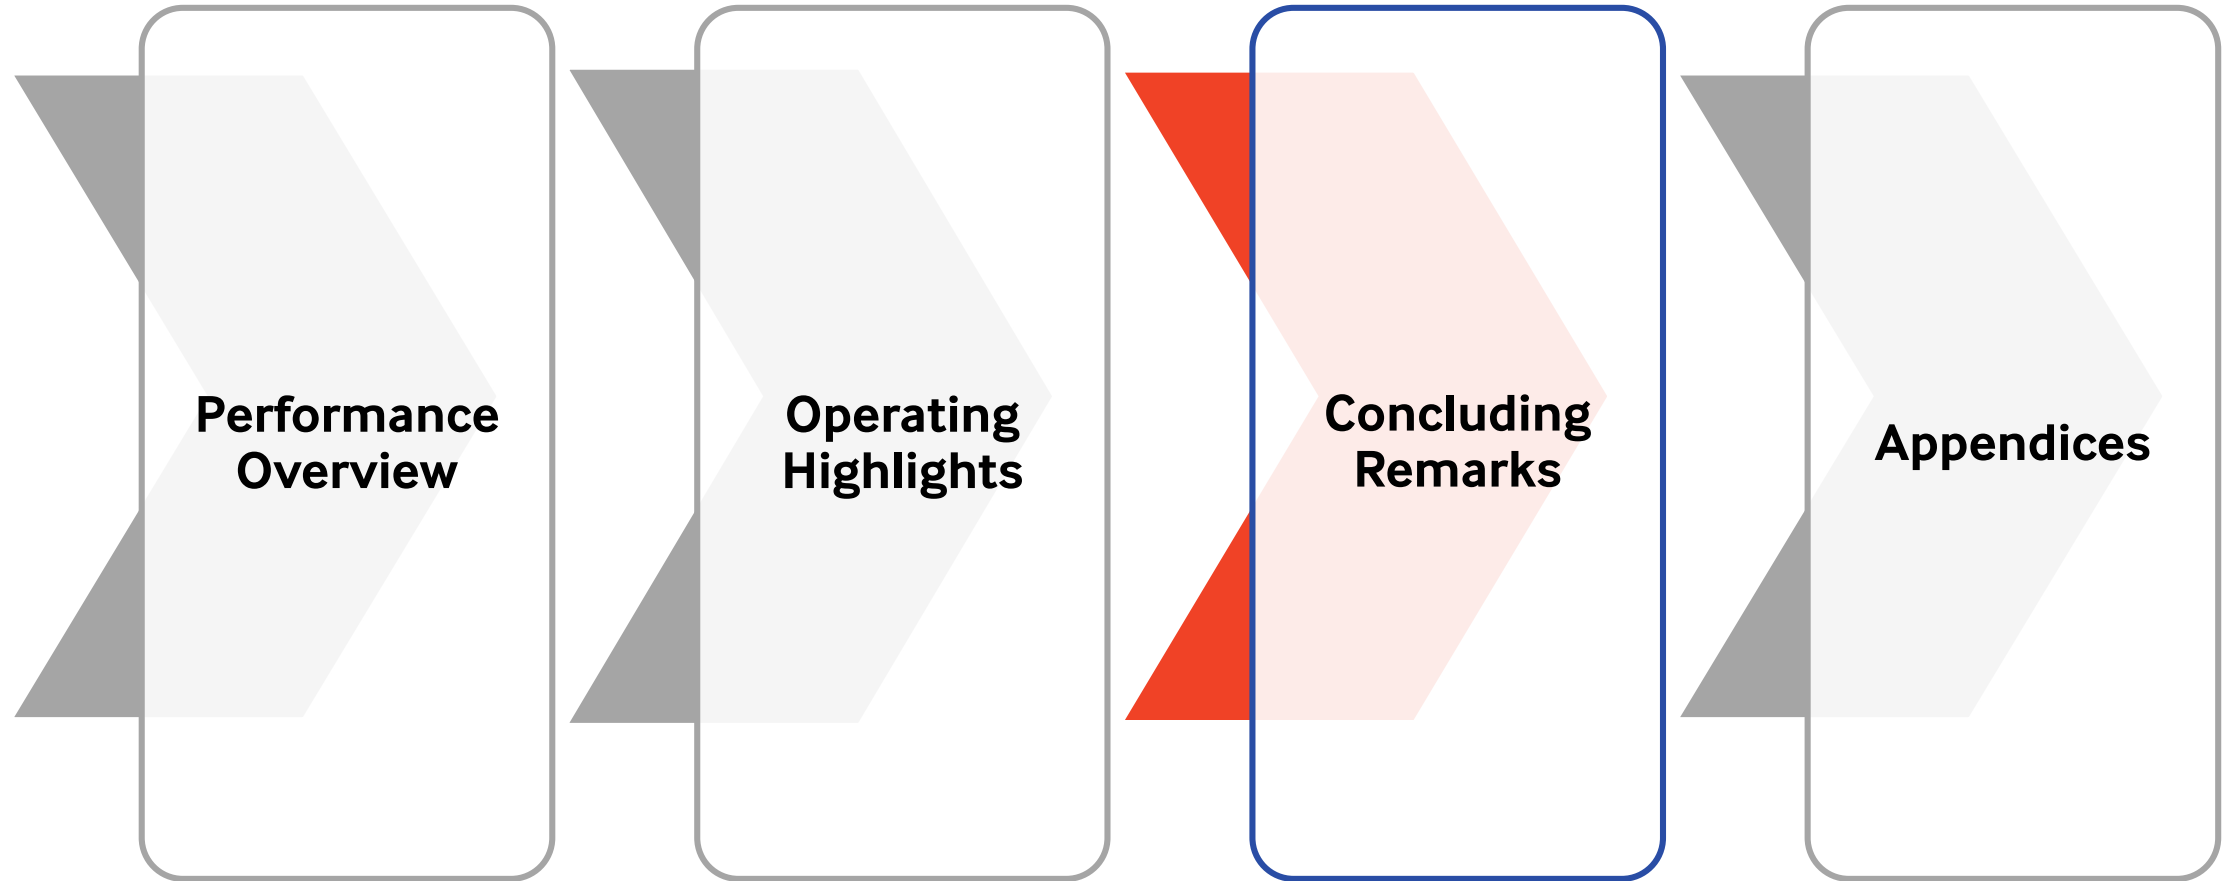 Performance
Overview
Operating
Highlights
Concluding
Remarks
Appendices